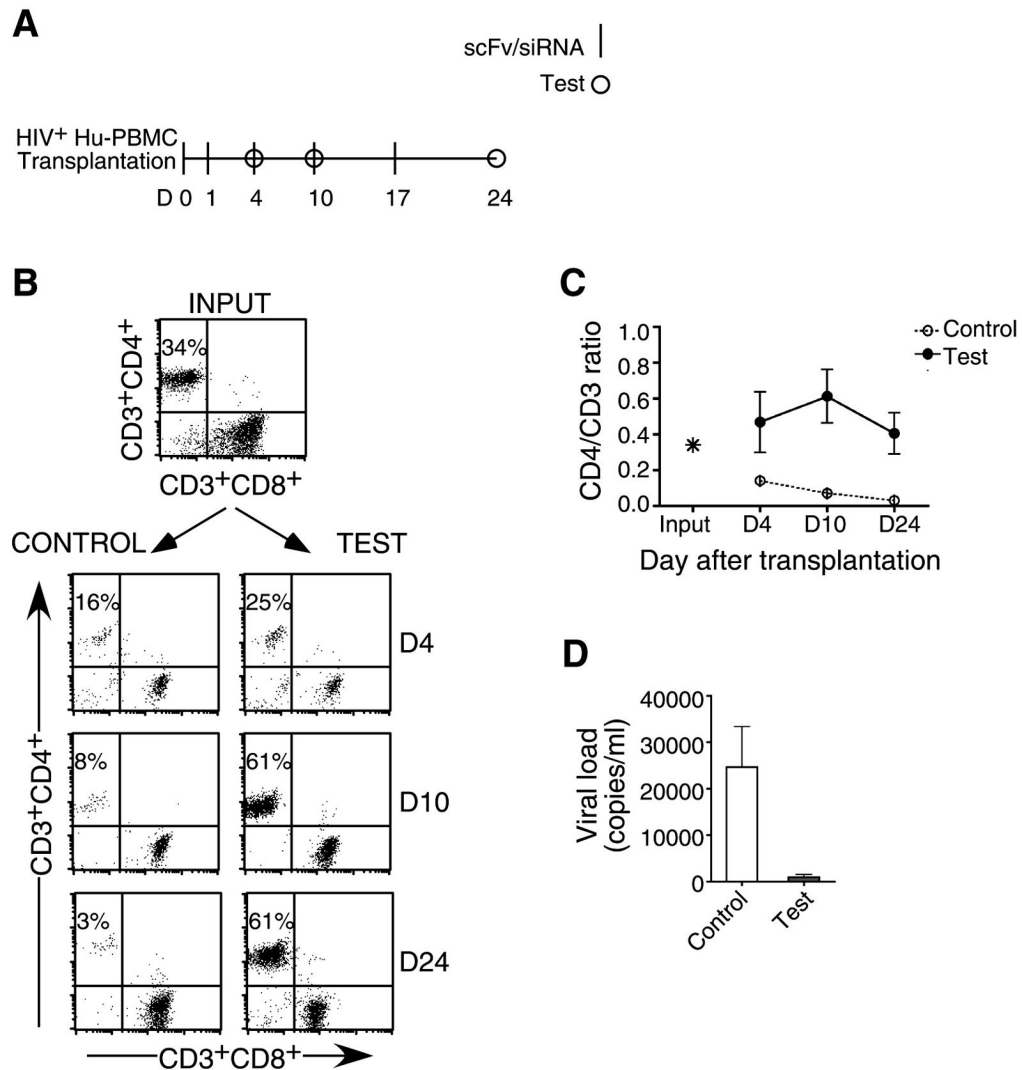 A
scFv/siRNA
Test
HIV+ Hu-PBMC
Transplantation
D 0 1 4 10 17 24
B
INPUT
34%
CD3+CD4+
CD3+CD8+
CONTROL
TEST
16%
25%
D4
8%
61%
D10
3%
61%
D24
CD3+CD4+
CD3+CD8+
C
1.0
0.8
0.6
0.4
0.2
0.0
CD4/CD3 ratio
Control
Test
Input D4 D10 D24
Day after transplantation
D
40000
30000
20000
10000
0
Viral load
(copies/ml)
Control
Test